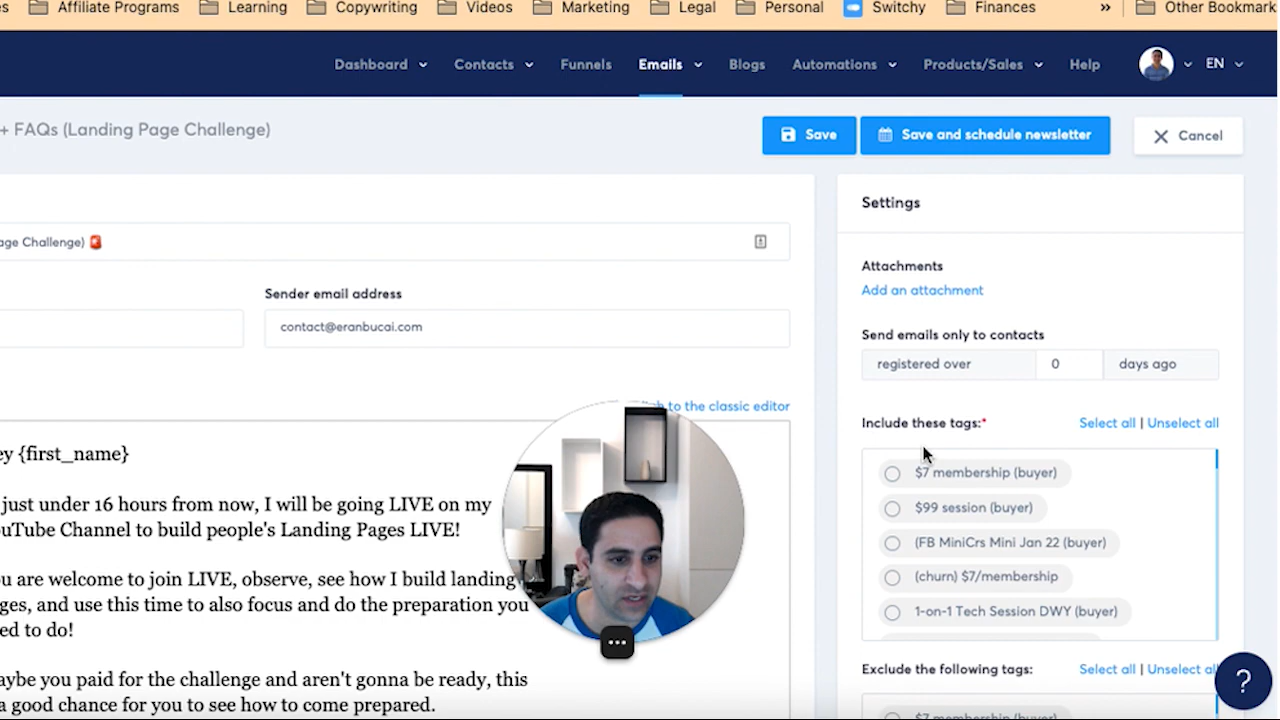 Affiliate Programs Learning Copywriting Videos Marketing Legal Personal Switchy Finances » Other Bookmark
Dashboard Contacts Funnels Emails Blogs Automations Products/Sales Help EN
+ FAQs (Landing Page Challenge)
Save
Save and schedule newsletter
Cancel
age Challenge)
Sender email address
contact@eranbucai.com
to the classic editor
ey {first_name}
just under 16 hours from now, I will be going LIVE on my
ouTube Channel to build people's Landing Pages LIVE!
u are welcome to join LIVE, observe, see how I build landing
ges, and use this time to also focus and do the preparation you
ed to do!
aybe you paid for the challenge and aren't gonna be ready, this
a good chance for you to see how to come prepared.
Settings
Attachments
Add an attachment
Send emails only to contacts
registered over 0 days ago
Include these tags:* Select all | Unselect all
$7 membership (buyer)
$99 session (buyer)
(FB MiniCrs Mini Jan 22 (buyer)
(churn) $7/membership
1-on-1 Tech Session DWY (buyer)
Exclude the following tags: Select all | Unselect al
$7 membership (buyer)
?